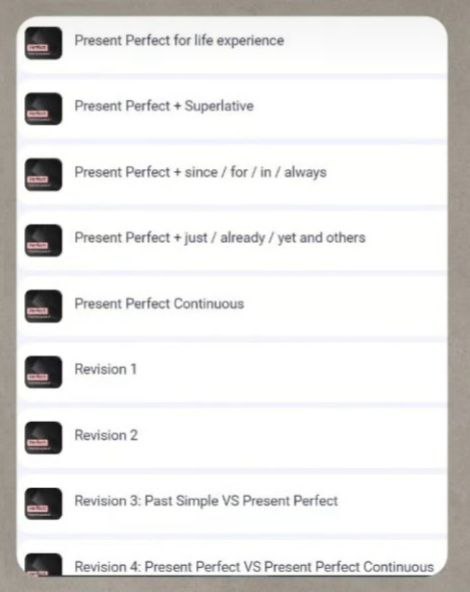 Present Perfect for life experience
Present Perfect + Superlative
Present Perfect + since / for / in / always
Present Perfect + just / already / yet and others
Present Perfect Continuous
Revision 1
Revision 2
Revision 3: Past Simple VS Present Perfect
Revision 4: Present Perfect VS Present Perfect Continuous